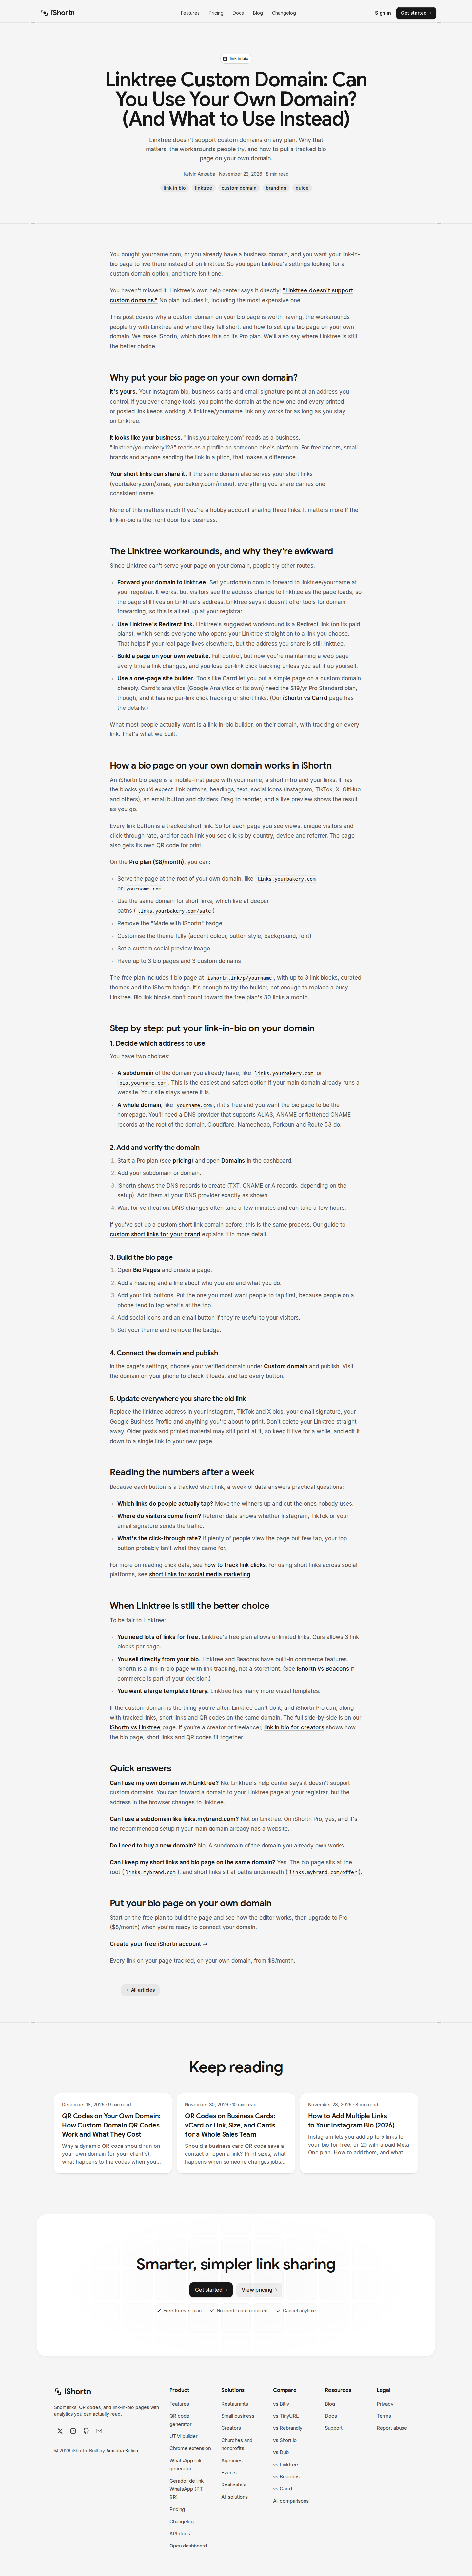 iShortn
Features
Pricing
Docs
Blog
Changelog
Sign in
Get started
link in bio
Linktree Custom Domain: Can
You Use Your Own Domain?
(And What to Use Instead)
Linktree doesn't support custom domains on any plan. Why that
matters, the workarounds people try, and how to put a tracked bio
page on your own domain.
Kelvin Amoaba · November 23, 2026 · 8 min read
link in bio
linktree
custom domain
branding
guide
You bought yourname.com, or you already have a business domain, and you want your link-in-
bio page to live there instead of on linktr.ee. So you open Linktree's settings looking for a
custom domain option, and there isn't one.
You haven't missed it. Linktree's own help center says it directly: "Linktree doesn't support
custom domains." No plan includes it, including the most expensive one.
This post covers why a custom domain on your bio page is worth having, the workarounds
people try with Linktree and where they fall short, and how to set up a bio page on your own
domain. We make iShortn, which does this on its Pro plan. We'll also say where Linktree is still
the better choice.
Why put your bio page on your own domain?
It's yours. Your Instagram bio, business cards and email signature point at an address you
control. If you ever change tools, you point the domain at the new one and every printed
or posted link keeps working. A linktr.ee/yourname link only works for as long as you stay
on Linktree.
It looks like your business. "links.yourbakery.com" reads as a business.
"linktr.ee/yourbakery123" reads as a profile on someone else's platform. For freelancers, small
brands and anyone sending the link in a pitch, that makes a difference.
Your short links can share it. If the same domain also serves your short links
(yourbakery.com/xmas, yourbakery.com/menu), everything you share carries one
consistent name.
None of this matters much if you're a hobby account sharing three links. It matters more if the
link-in-bio is the front door to a business.
The Linktree workarounds, and why they're awkward
Since Linktree can't serve your page on your domain, people try other routes:
Forward your domain to linktr.ee. Set yourdomain.com to forward to linktr.ee/yourname at
your registrar. It works, but visitors see the address change to linktr.ee as the page loads, so
the page still lives on Linktree's address. Linktree says it doesn't offer tools for domain
forwarding, so this is all set up at your registrar.
Use Linktree's Redirect link. Linktree's suggested workaround is a Redirect link (on its paid
plans), which sends everyone who opens your Linktree straight on to a link you choose.
That helps if your real page lives elsewhere, but the address you share is still linktr.ee.
Build a page on your own website. Full control, but now you're maintaining a web page
every time a link changes, and you lose per-link click tracking unless you set it up yourself.
Use a one-page site builder. Tools like Carrd let you put a simple page on a custom domain
cheaply. Carrd's analytics (Google Analytics or its own) need the $19/yr Pro Standard plan,
though, and it has no per-link click tracking or short links. (Our iShortn vs Carrd page has
the details.)
What most people actually want is a link-in-bio builder, on their domain, with tracking on every
link. That's what we built.
How a bio page on your own domain works in iShortn
An iShortn bio page is a mobile-first page with your name, a short intro and your links. It has
the blocks you'd expect: link buttons, headings, text, social icons (Instagram, TikTok, X, GitHub
and others), an email button and dividers. Drag to reorder, and a live preview shows the result
as you go.
Every link button is a tracked short link. So for each page you see views, unique visitors and
click-through rate, and for each link you see clicks by country, device and referrer. The page
also gets its own QR code for print.
On the Pro plan ($8/month), you can:
Serve the page at the root of your own domain, like links.yourbakery.com
or yourname.com
Use the same domain for short links, which live at deeper
paths ( links.yourbakery.com/sale )
Remove the "Made with iShortn" badge
Customise the theme fully (accent colour, button style, background, font)
Set a custom social preview image
Have up to 3 bio pages and 3 custom domains
The free plan includes 1 bio page at ishortn.ink/p/yourname , with up to 3 link blocks, curated
themes and the iShortn badge. It's enough to try the builder, not enough to replace a busy
Linktree. Bio link blocks don't count toward the free plan's 30 links a month.
Step by step: put your link-in-bio on your domain
1. Decide which address to use
You have two choices:
A subdomain of the domain you already have, like links.yourbakery.com or
bio.yourname.com . This is the easiest and safest option if your main domain already runs a
website. Your site stays where it is.
A whole domain, like yourname.com , if it's free and you want the bio page to be the
homepage. You'll need a DNS provider that supports ALIAS, ANAME or flattened CNAME
records at the root of the domain. Cloudflare, Namecheap, Porkbun and Route 53 do.
2. Add and verify the domain
1. Start a Pro plan (see pricing) and open Domains in the dashboard.
2. Add your subdomain or domain.
3. iShortn shows the DNS records to create (TXT, CNAME or A records, depending on the
setup). Add them at your DNS provider exactly as shown.
4. Wait for verification. DNS changes often take a few minutes and can take a few hours.
If you've set up a custom short link domain before, this is the same process. Our guide to
custom short links for your brand explains it in more detail.
3. Build the bio page
1. Open Bio Pages and create a page.
2. Add a heading and a line about who you are and what you do.
3. Add your link buttons. Put the one you most want people to tap first, because people on a
phone tend to tap what's at the top.
4. Add social icons and an email button if they're useful to your visitors.
5. Set your theme and remove the badge.
4. Connect the domain and publish
In the page's settings, choose your verified domain under Custom domain and publish. Visit
the domain on your phone to check it loads, and tap every button.
5. Update everywhere you share the old link
Replace the linktr.ee address in your Instagram, TikTok and X bios, your email signature, your
Google Business Profile and anything you're about to print. Don't delete your Linktree straight
away. Older posts and printed material may still point at it, so keep it live for a while, and edit it
down to a single link to your new page.
Reading the numbers after a week
Because each button is a tracked short link, a week of data answers practical questions:
Which links do people actually tap? Move the winners up and cut the ones nobody uses.
Where do visitors come from? Referrer data shows whether Instagram, TikTok or your
email signature sends the traffic.
What's the click-through rate? If plenty of people view the page but few tap, your top
button probably isn't what they came for.
For more on reading click data, see how to track link clicks. For using short links across social
platforms, see short links for social media marketing.
When Linktree is still the better choice
To be fair to Linktree:
You need lots of links for free. Linktree's free plan allows unlimited links. Ours allows 3 link
blocks per page.
You sell directly from your bio. Linktree and Beacons have built-in commerce features.
iShortn is a link-in-bio page with link tracking, not a storefront. (See iShortn vs Beacons if
commerce is part of your decision.)
You want a large template library. Linktree has many more visual templates.
If the custom domain is the thing you're after, Linktree can't do it, and iShortn Pro can, along
with tracked links, short links and QR codes on the same domain. The full side-by-side is on our
iShortn vs Linktree page. If you're a creator or freelancer, link in bio for creators shows how
the bio page, short links and QR codes fit together.
Quick answers
Can I use my own domain with Linktree? No. Linktree's help center says it doesn't support
custom domains. You can forward a domain to your Linktree page at your registrar, but the
address in the browser changes to linktr.ee.
Can I use a subdomain like links.mybrand.com? Not on Linktree. On iShortn Pro, yes, and it's
the recommended setup if your main domain already has a website.
Do I need to buy a new domain? No. A subdomain of the domain you already own works.
Can I keep my short links and bio page on the same domain? Yes. The bio page sits at the
root ( links.mybrand.com ), and short links sit at paths underneath ( links.mybrand.com/offer ).
Put your bio page on your own domain
Start on the free plan to build the page and see how the editor works, then upgrade to Pro
($8/month) when you're ready to connect your domain.
Create your free iShortn account →
Every link on your page tracked, on your own domain, from $8/month.
All articles
Keep reading
December 18, 2026 · 9 min read
QR Codes on Your Own Domain:
How Custom Domain QR Codes
Work and What They Cost
Why a dynamic QR code should run on
your own domain (or your client's),
what happens to the codes when you...
November 30, 2026 · 10 min read
QR Codes on Business Cards:
vCard or Link, Size, and Cards
for a Whole Sales Team
Should a business card QR code save a
contact or open a link? Print sizes, what
happens when someone changes jobs...
November 28, 2026 · 6 min read
How to Add Multiple Links
to Your Instagram Bio (2026)
Instagram lets you add up to 5 links to
your bio for free, or 20 with a paid Meta
One plan. How to add them, and what ...
Smarter, simpler link sharing
Get started
View pricing
Free forever plan
No credit card required
Cancel anytime
iShortn
Short links, QR codes, and link-in-bio pages with
analytics you can actually read.
© 2026 iShortn. Built by Amoaba Kelvin.
Product
Features
QR code
generator
UTM builder
Chrome extension
WhatsApp link
generator
Gerador de link
WhatsApp (PT-
BR)
Pricing
Changelog
API docs
Open dashboard
Solutions
Restaurants
Small business
Creators
Churches and
nonprofits
Agencies
Events
Real estate
All solutions
Compare
vs Bitly
vs TinyURL
vs Rebrandly
vs Short.io
vs Dub
vs Linktree
vs Beacons
vs Carrd
All comparisons
Resources
Blog
Docs
Support
Legal
Privacy
Terms
Report abuse